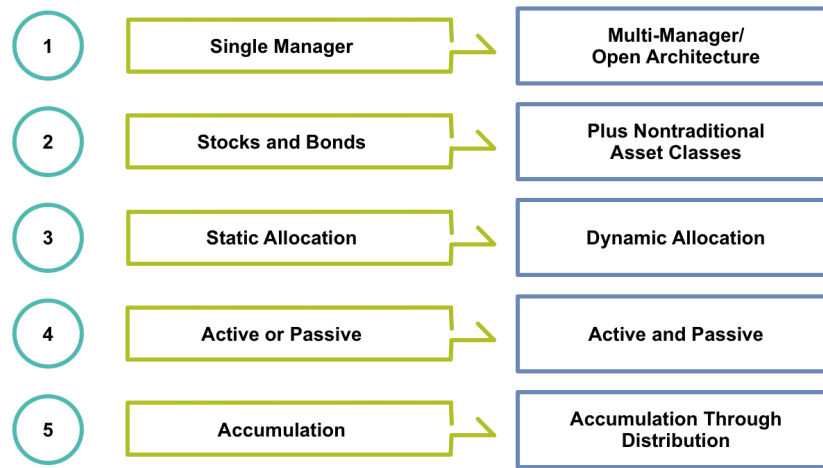 1
Single Manager
Multi-Manager/
Open Architecture
2
Stocks and Bonds
Plus Nontraditional
Asset Classes
3
Static Allocation
Dynamic Allocation
4
Active or Passive
Active and Passive
5
Accumulation
Accumulation Through
Distribution